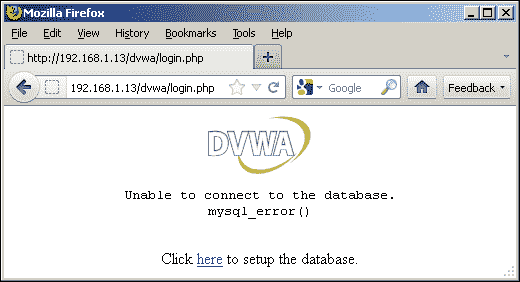 Mozilla Firefox
File Edit View History Bookmarks Tools Help
http://192.168.1.13/dvwa/login.php
192.168.1.13/dvwa/login.php Google Feedback
DVWA
Unable to connect to the database.
mysql_error()
Click here to setup the database.